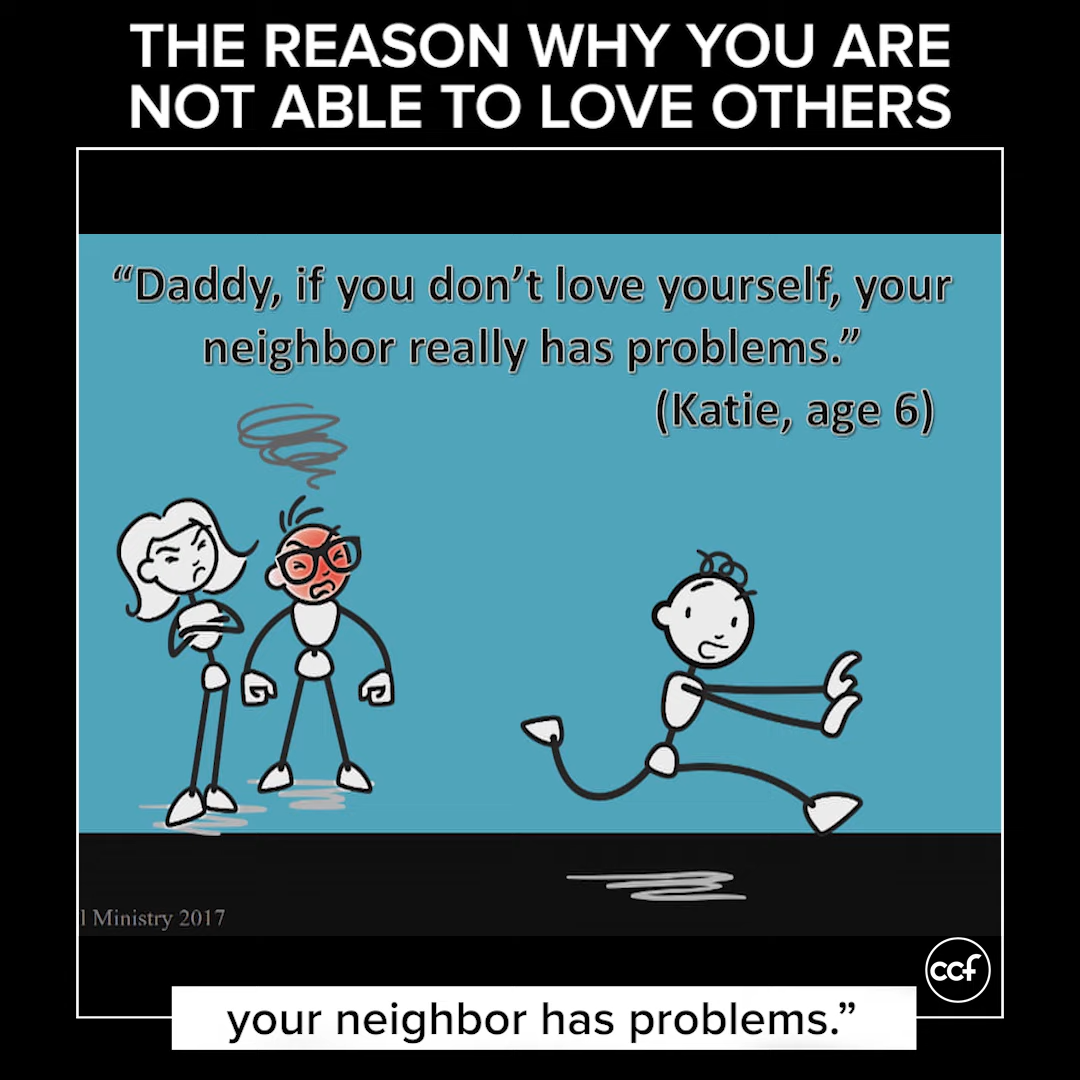 THE REASON WHY YOU ARE
NOT ABLE TO LOVE OTHERS
“Daddy, if you don’t love yourself, your
neighbor really has problems.”
(Katie, age 6)
l Ministry 2017
ccf
your neighbor has problems.”